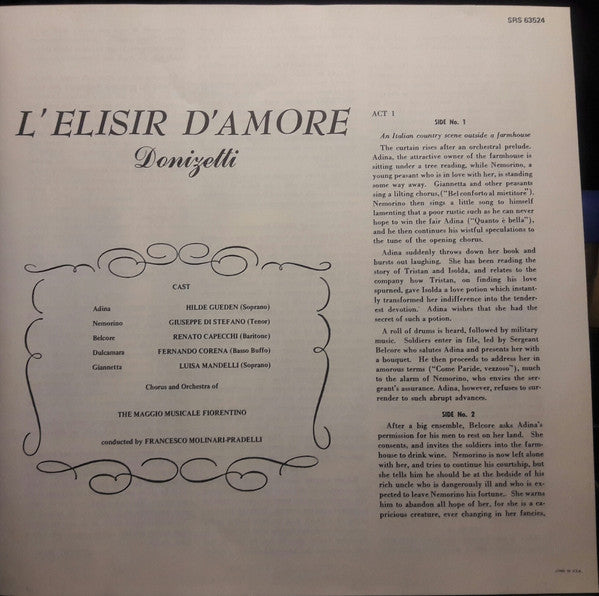 SRS 63524
L'ELISIR D'AMORE
Donizetti
CAST
Adina HILDE GUEDEN (Soprano)
Nemorino GIUSEPPE DI STEFANO (Tenor)
Belcore RENATO CAPECCHI (Baritone)
Dulcamara FERNANDO CORENA (Basso Buffo)
Giannetta LUISA MANDELLI (Soprano)
Chorus and Orchestra of
THE MAGGIO MUSICALE FIORENTINO
conducted by FRANCESCO MOLINARI-PRADELLI
ACT 1
SIDE No. 1
An Italian country scene outside a farmhouse
The curtain rises after an orchestral prelude.
Adina, the attractive owner of the farmhouse is
sitting under a tree reading, while Nemorino, a
young peasant who is in love with her, is standing
some way away. Giannetta and other peasants
sing a lilting chorus, ("Bel conforto al mietitore").
Nemorino then sings a little song to himself
lamenting that a poor rustic such as he can never
hope to win the fair Adina ("Quanto è bella"),
and he then continues his wistful speculations to
the tune of the opening chorus.
Adina suddenly throws down her book and
bursts out laughing. She has been reading the
story of Tristan and Isolda, and relates to the
company how Tristan, on finding his love
spurned, gave Isolda a love potion which instant-
ly transformed her indifference into the tender-
est devotion. Adina wishes that she had the
secret of such a potion.
A roll of drums is heard, followed by military
music. Soldiers enter in file, led by Sergeant
Belcore who salutes Adina and presents her with
a bouquet. He then proceeds to address her in
amorous terms ("Come Paride, vezzoso"), much
to the alarm of Nemorino, who envies the ser-
geant's assurance. Adina, however, refuses to sur-
render to such abrupt advances.
SIDE No. 2
After a big ensemble, Belcore asks Adina's
permission for his men to rest on her land. She
consents, and invites the soldiers into the farm-
house to drink wine. Nemorino is now left alone
with her, and tries to continue his courtship, but
she tells him he should be at the bedside of his
rich uncle who is dangerously ill and who is ex-
pected to leave Nemorino his fortune. She warns
him to abandon all hope of her, for she is a ca-
pricious creature, ever changing in her fancies,